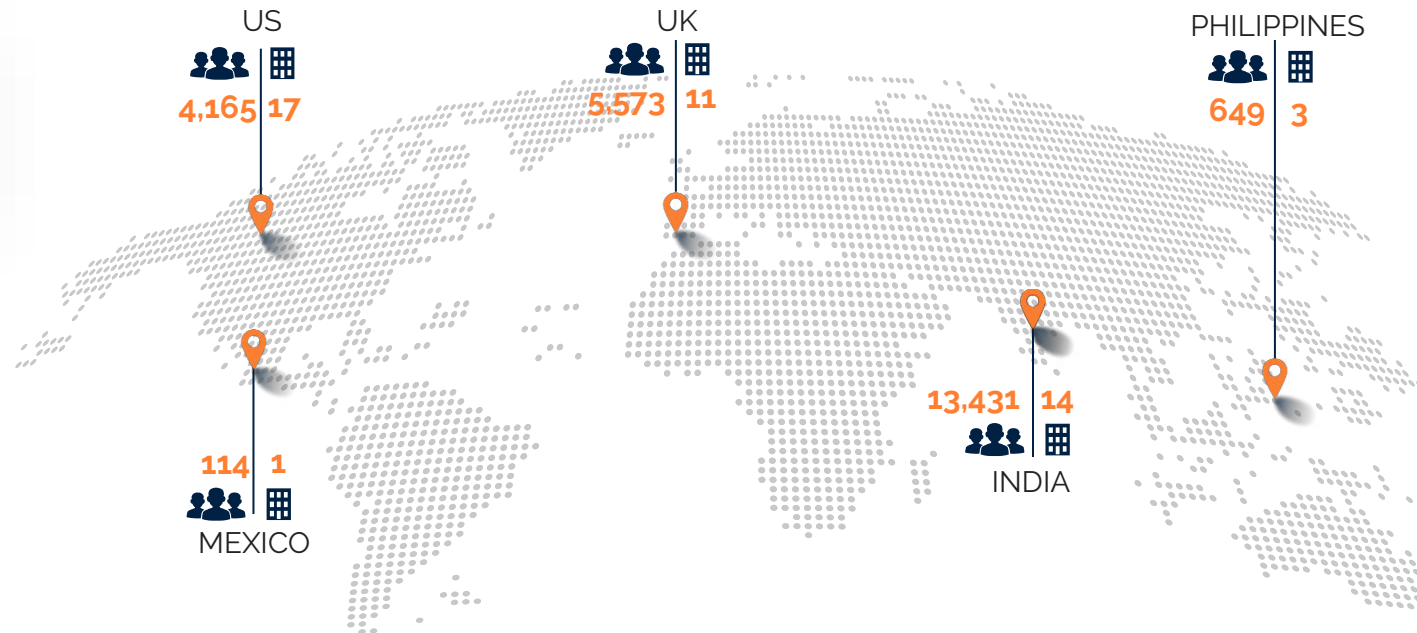 US
4,165 17
UK
5,573 11
PHILIPPINES
649 3
13,431 14
INDIA
114 1
MEXICO